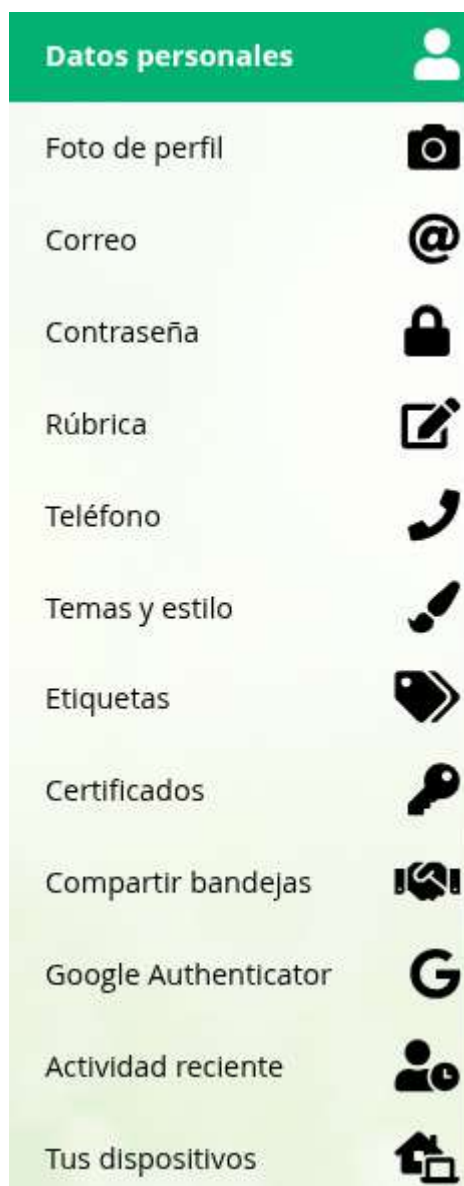 Datos personales
Foto de perfil
Correo
Contraseña
Rúbrica
Teléfono
Temas y estilo
Etiquetas
Certificados
Compartir bandejas
Google Authenticator
Actividad reciente
Tus dispositivos